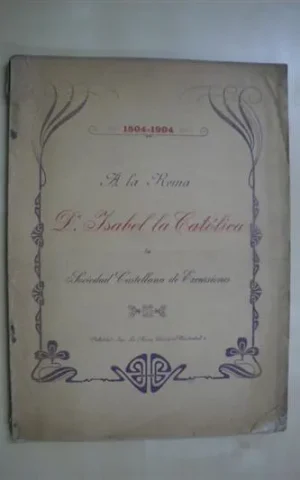 1504-1904
A la Reina
D.ª Isabel la Católica
la
Sociedad Castellana de Excursiones